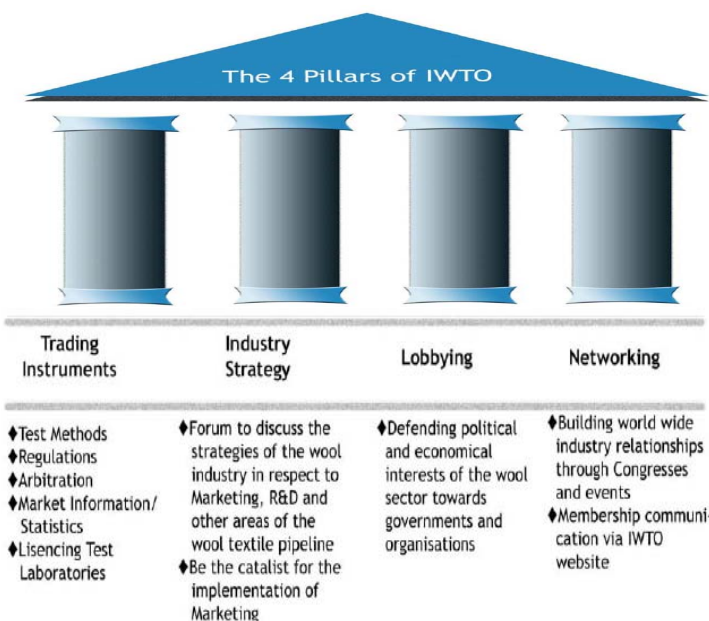 The 4 Pillars of IWTO
Trading
Instruments
Industry
Strategy
Lobbying
Networking
♦Test Methods
♦Regulations
♦Arbitration
♦Market Information/
Statistics
♦Lisencing Test
Laboratories
♦Forum to discuss the
strategies of the wool
industry in respect to
Marketing, R&D and
other areas of the
wool textile pipeline
♦Be the catalist for the
implementation of
Marketing
♦Defending political
and economical
interests of the wool
sector towards
governments and
organisations
♦Building world wide
industry relationships
through Congresses
and events
♦Membership communi-
cation via IWTO
website